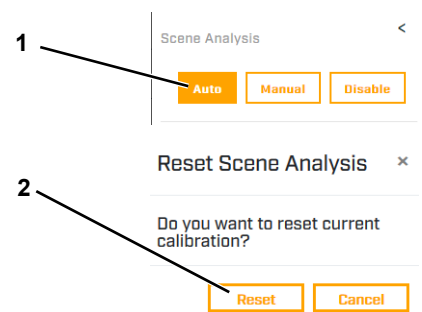 1
Scene Analysis <
Auto Manual Disable
Reset Scene Analysis ×
2
Do you want to reset current
calibration?
Reset Cancel